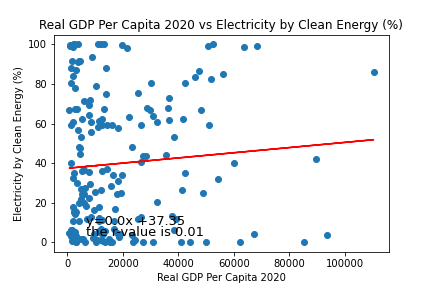 Real GDP Per Capita 2020 vs Electricity by Clean Energy (%)
Electricity by Clean Energy (%)
100
80
60
40
20
0
y=0.0x +37.35
the r-value is 0.01
0
20000
40000
60000
80000
100000
Real GDP Per Capita 2020